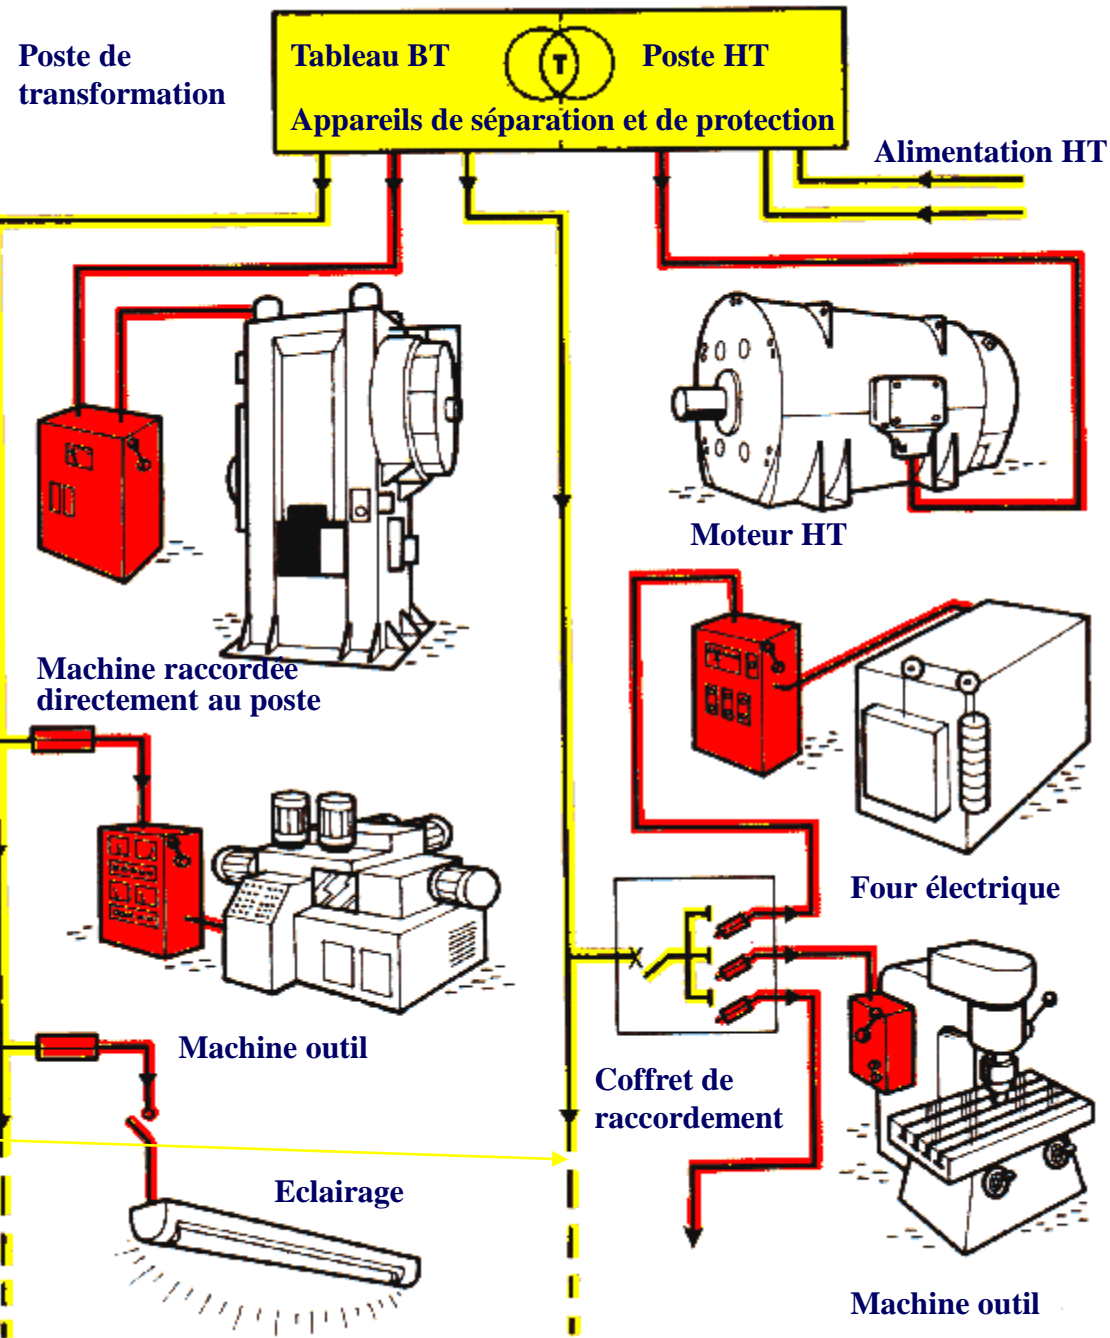 Poste de
transformation
Tableau BT
T
Poste HT
Appareils de séparation et de protection
Alimentation HT
Moteur HT
Machine raccordée
directement au poste
Four électrique
Machine outil
Coffret de
raccordement
Eclairage
Machine outil